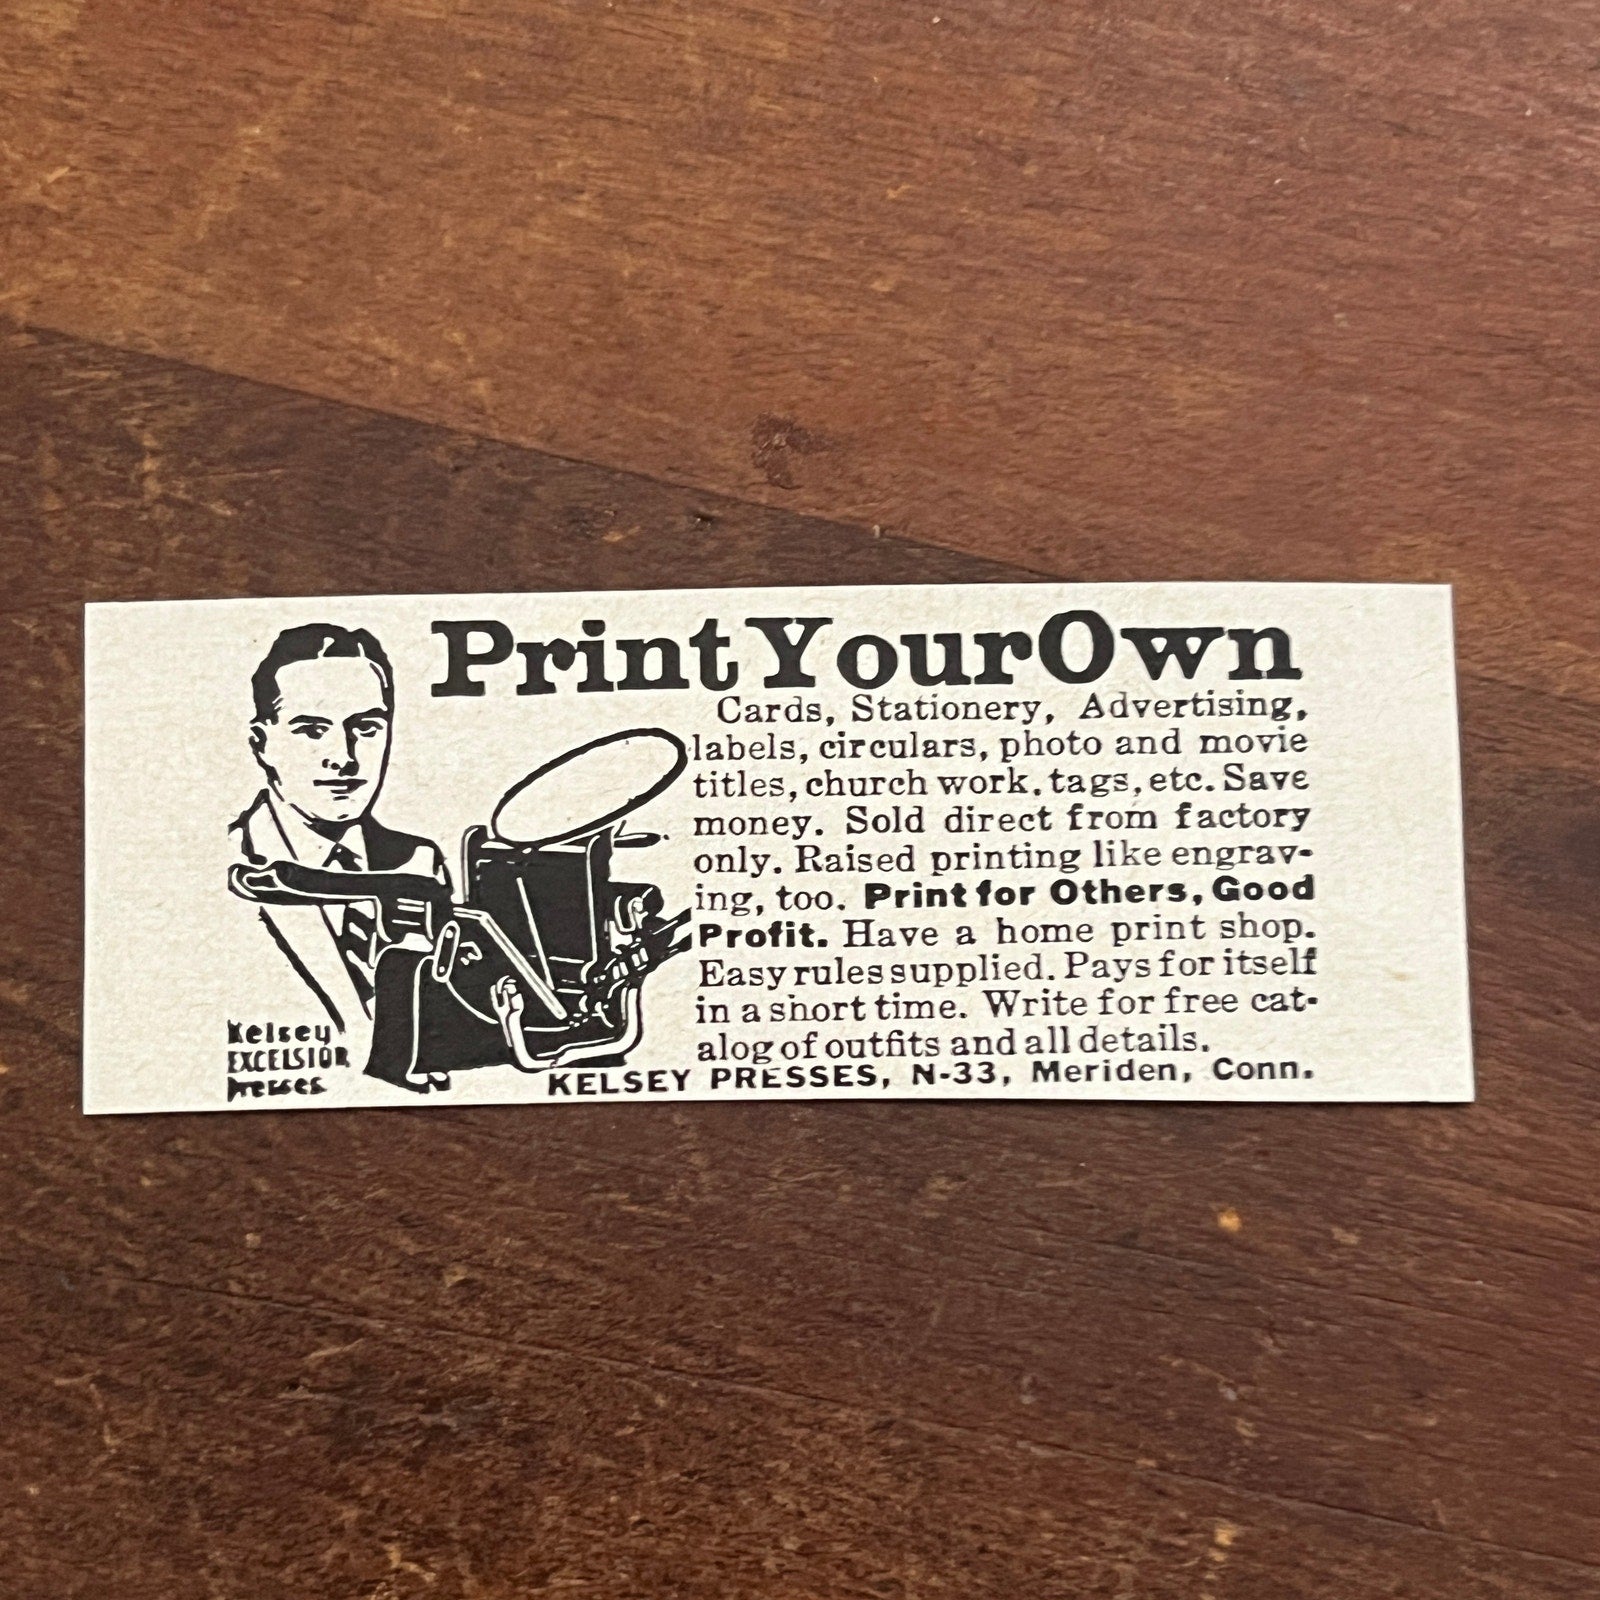 Print Your Own
Cards, Stationery, Advertising,
labels, circulars, photo and movie
titles, church work, tags, etc. Save
money. Sold direct from factory
only. Raised printing like engrav-
ing, too. Print for Others, Good
Profit. Have a home print shop.
Easy rules supplied. Pays for itself
in a short time. Write for free cat-
alog of outfits and all details.
KELSEY PRESSES, N-33, Meriden, Conn.
Kelsey
EXCELSIOR
Presses